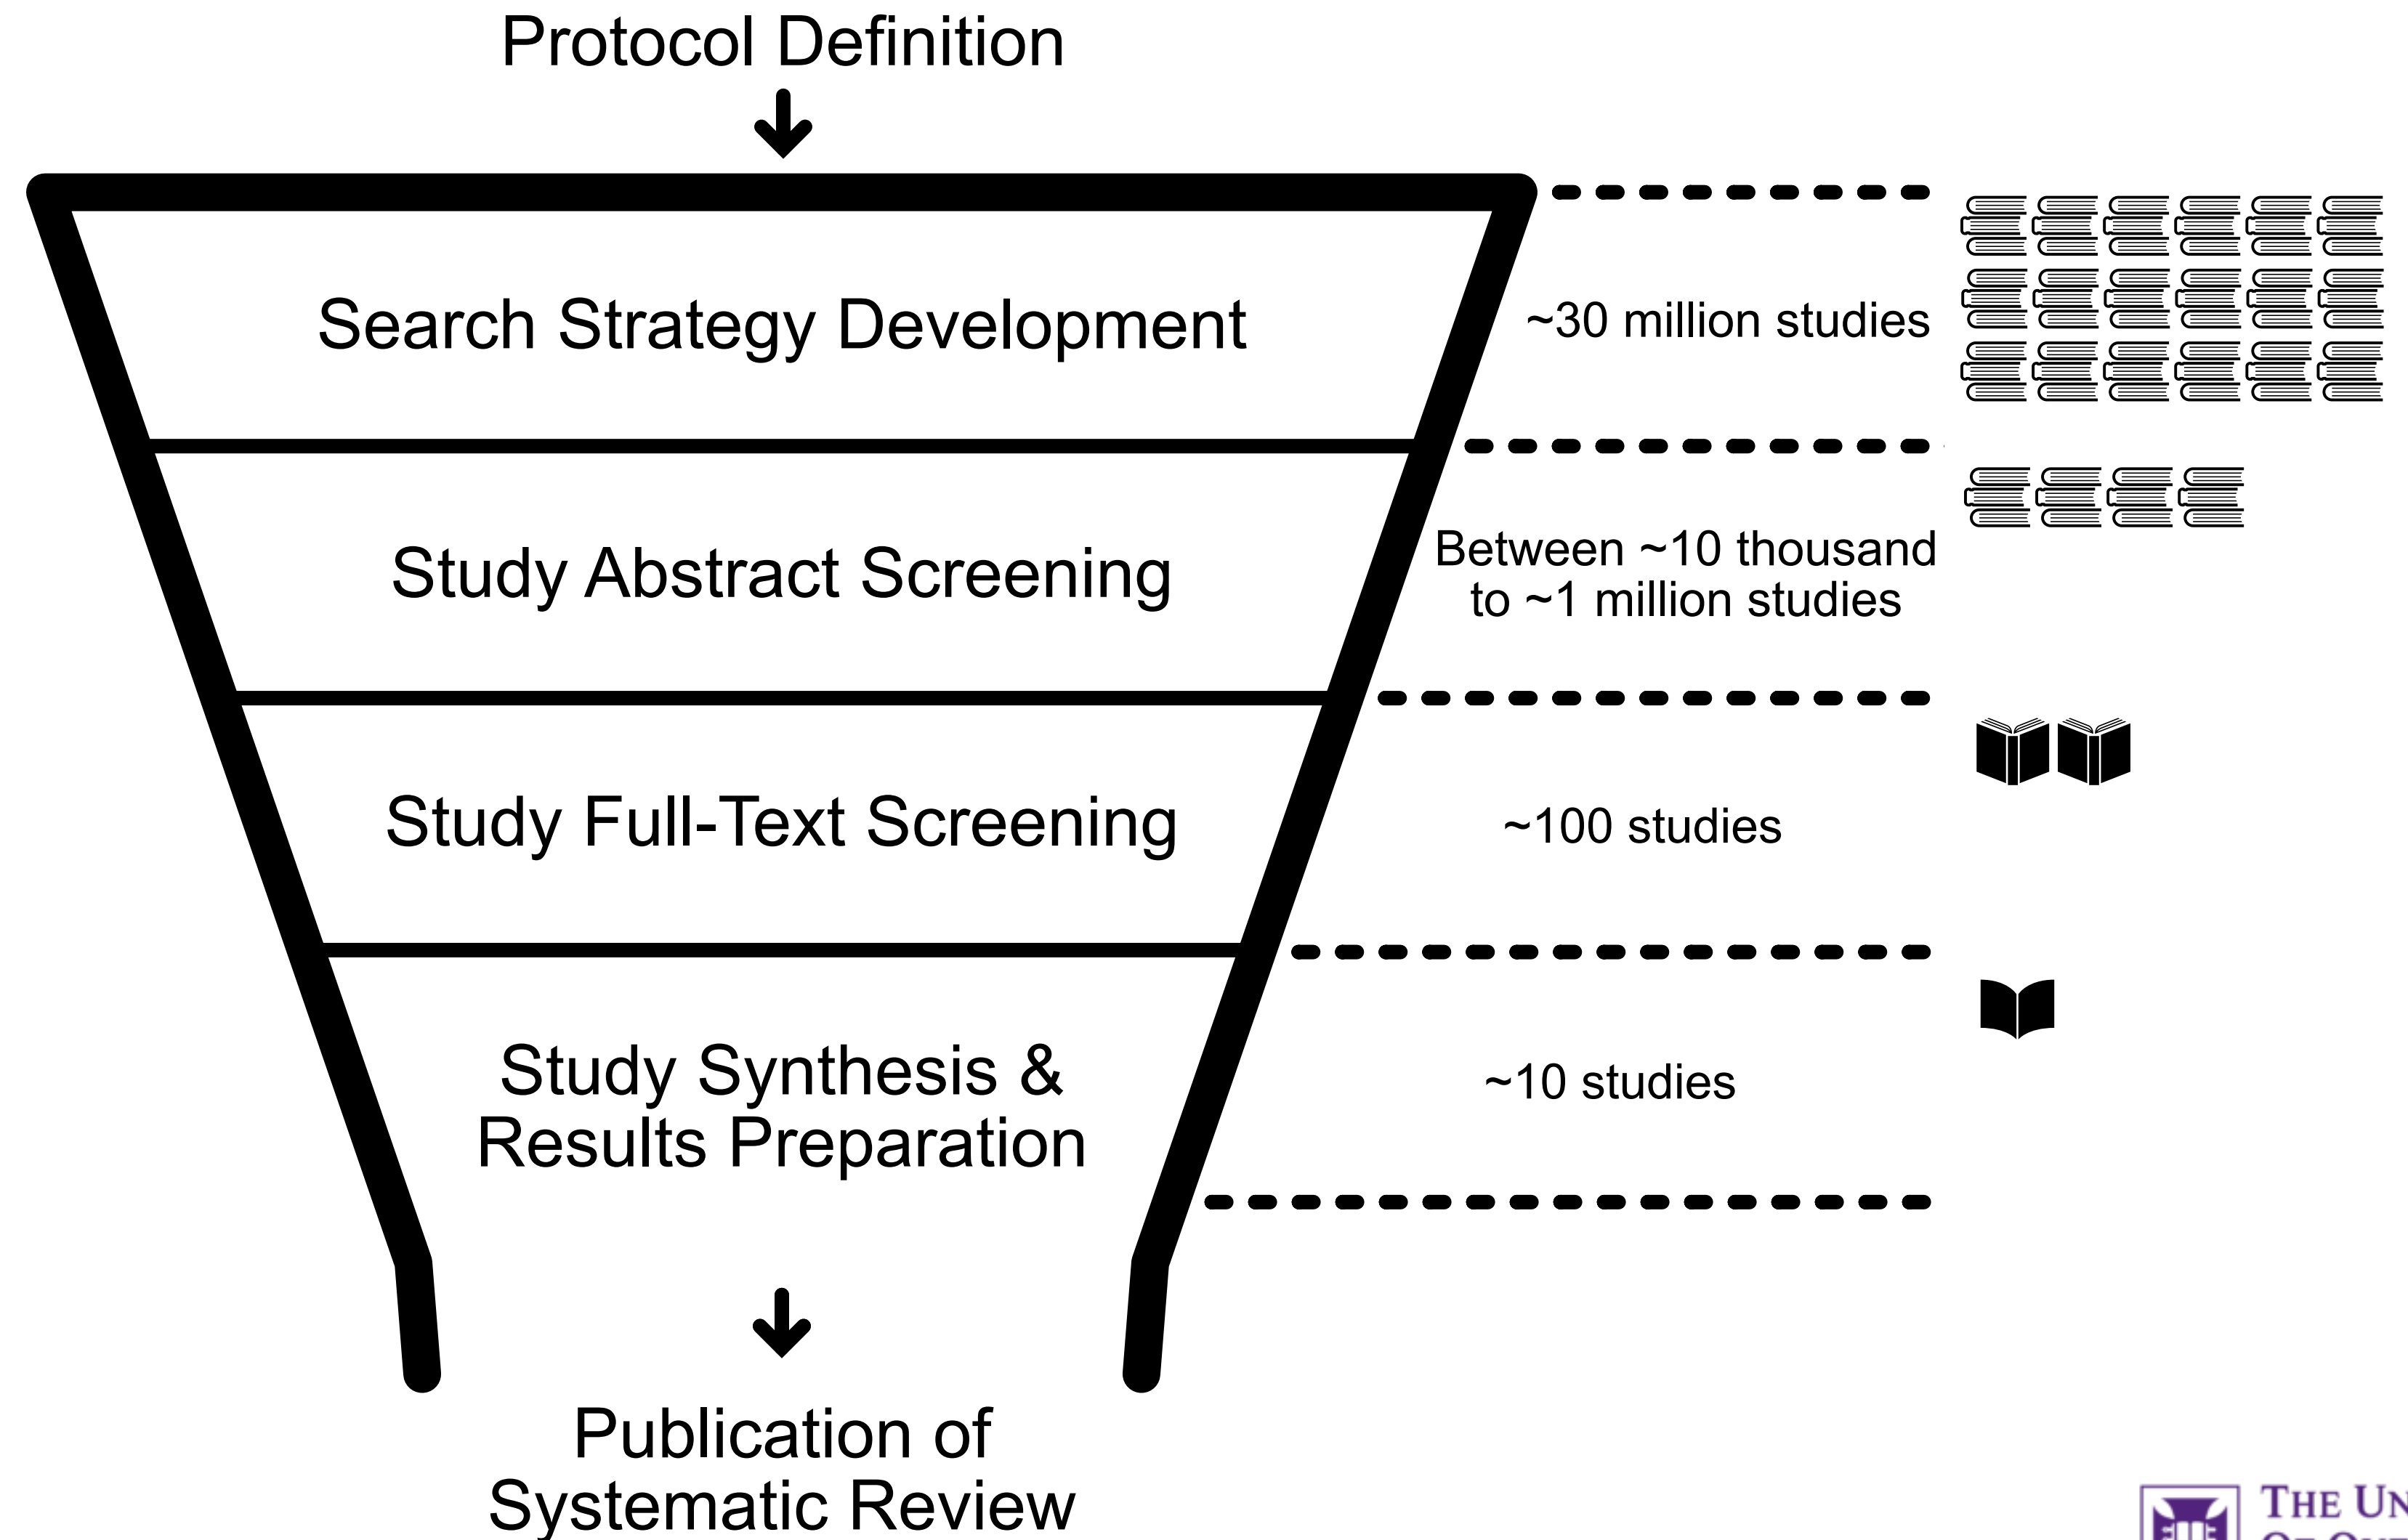 Protocol Definition
Search Strategy Development
~30 million studies
Study Abstract Screening
Between ~10 thousand
to ~1 million studies
Study Full-Text Screening
~100 studies
Study Synthesis &
Results Preparation
~10 studies
Publication of
Systematic Review
THE